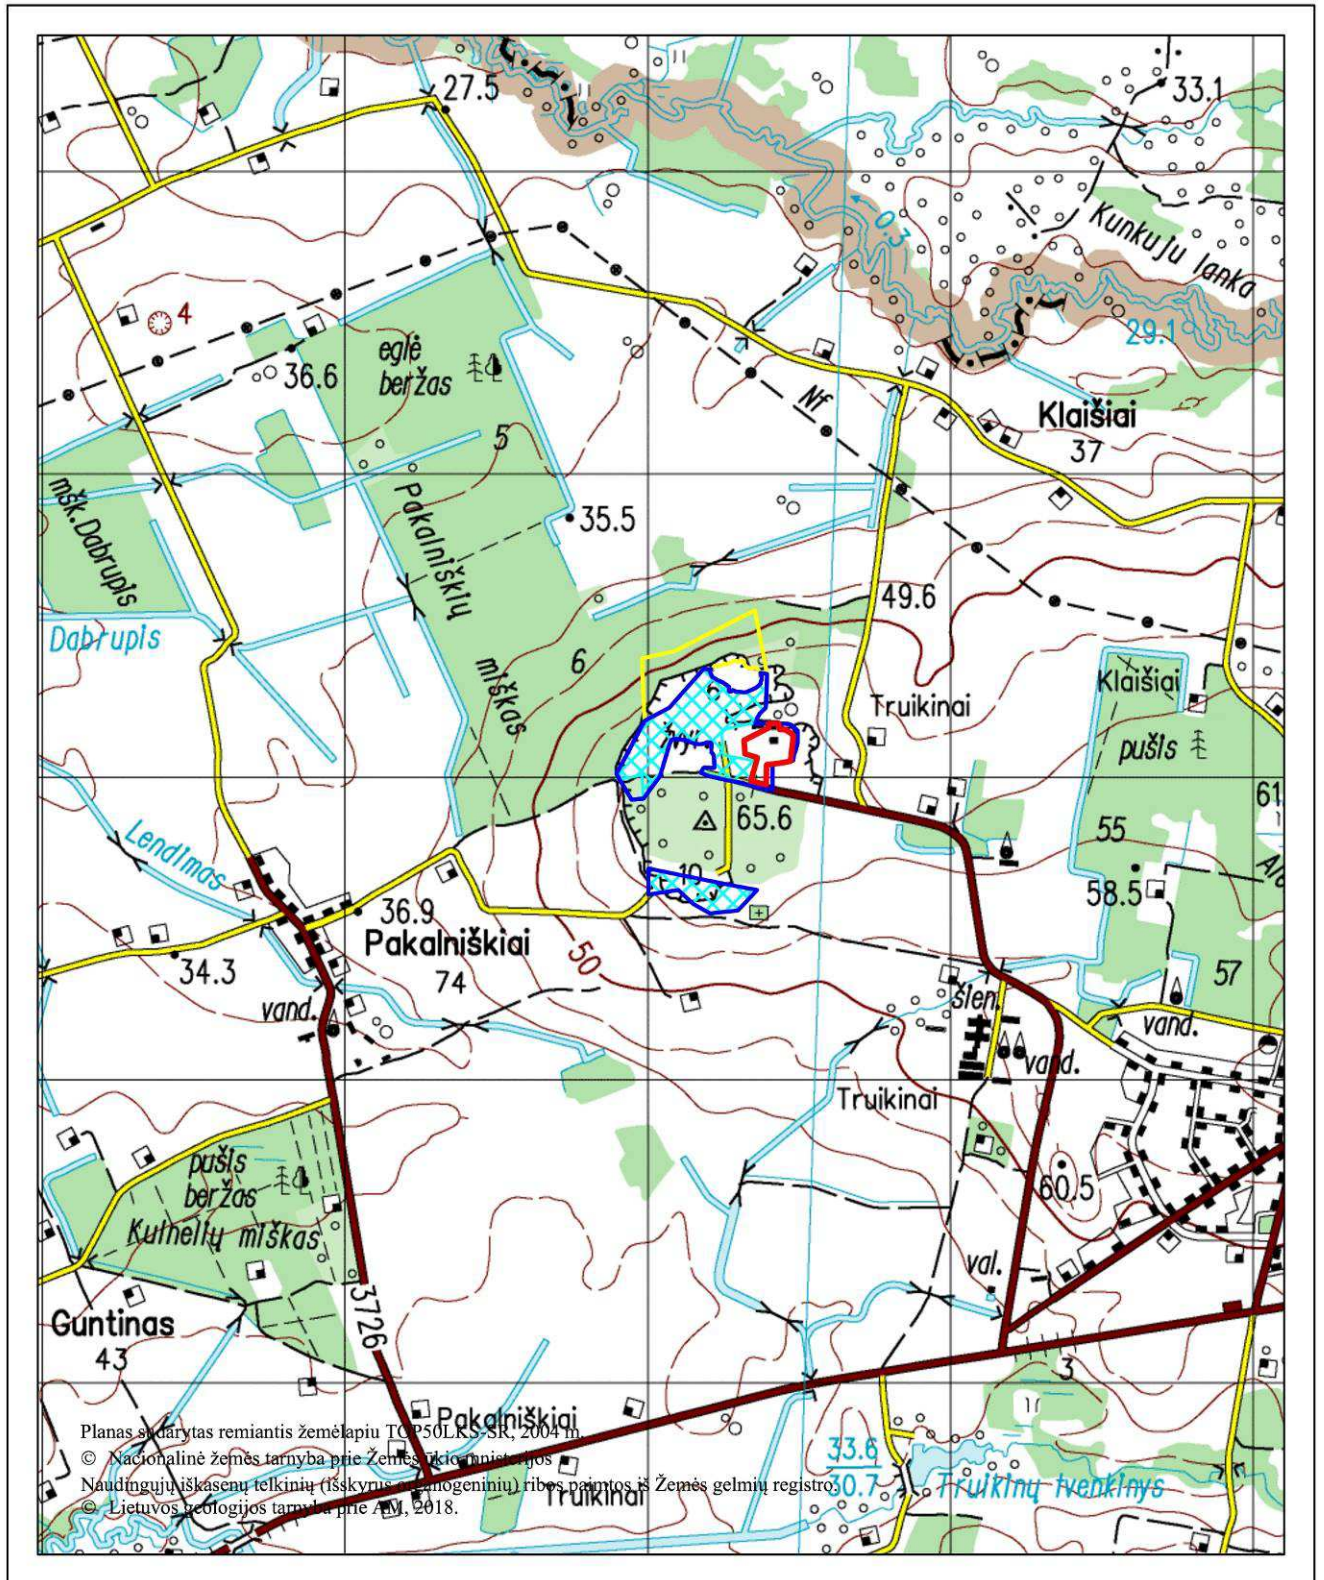 27.5
33.1
Kunkuju lanka
0.3
4
29.1
eglė
beržas
36.6
Nf
Klaišiai
37
5
mšk. Dabrupis
Pakalniškių
miškas
35.5
49.6
Dabrupis
6
Klaišiai
pušis
Truikinai
61
65.6
55
58.5
Lendimas
10
36.9
Pakalniškiai
74
34.3
50
57
vand.
šien.
vand.
vand.
Truikinai
pušis
beržas
Kulnelių miškas
60.5
val.
3726
Guntinas
43
3
Pakalniškiai
Planas sudarytas remiantis žemėlapiu TOP50LKS-SR, 2004 m.
© Nacionalinė žemės tarnyba prie Žemės ūkio ministerijos
Naudingųjų iškasenų telkinių (išskyrus organogeninių) ribos paimtos iš Žemės gelmių registro.
© Lietuvos geologijos tarnyba prie AM, 2018.
Truikinai
33.6
30.7
Truikinų tvenkinys